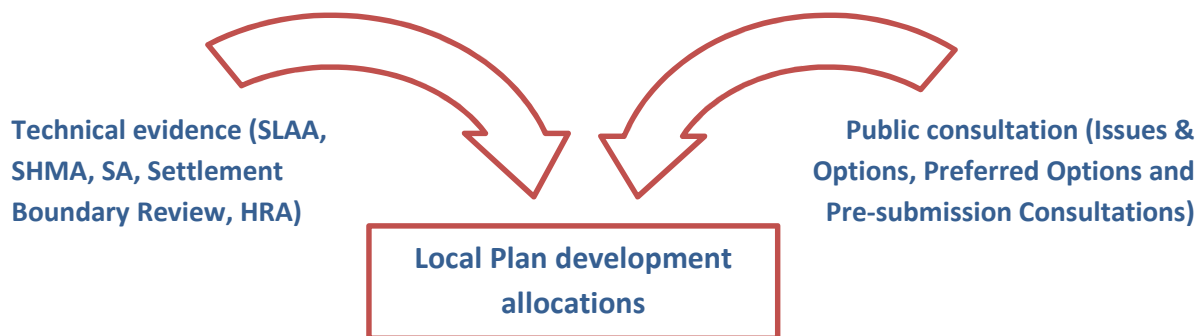 Technical evidence (SLAA,
SHMA, SA, Settlement
Boundary Review, HRA)
Public consultation (Issues &
Options, Preferred Options and
Pre-submission Consultations)
Local Plan development
allocations